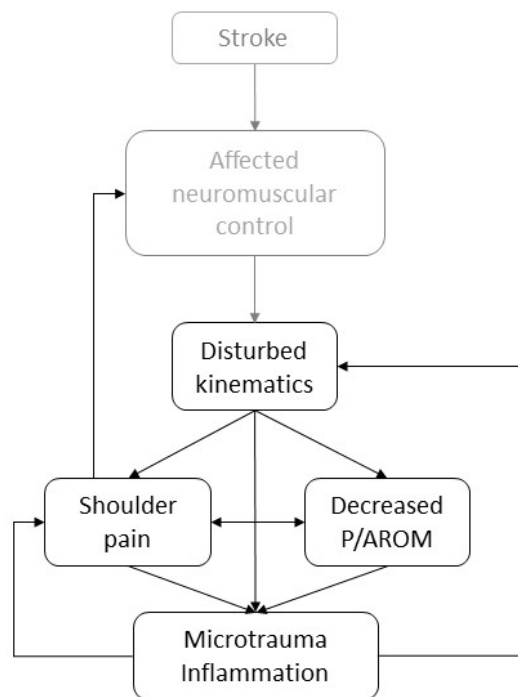 Stroke
Affected
neuromuscular
control
Disturbed
kinematics
Shoulder
pain
Decreased
P/AROM
Microtrauma
Inflammation